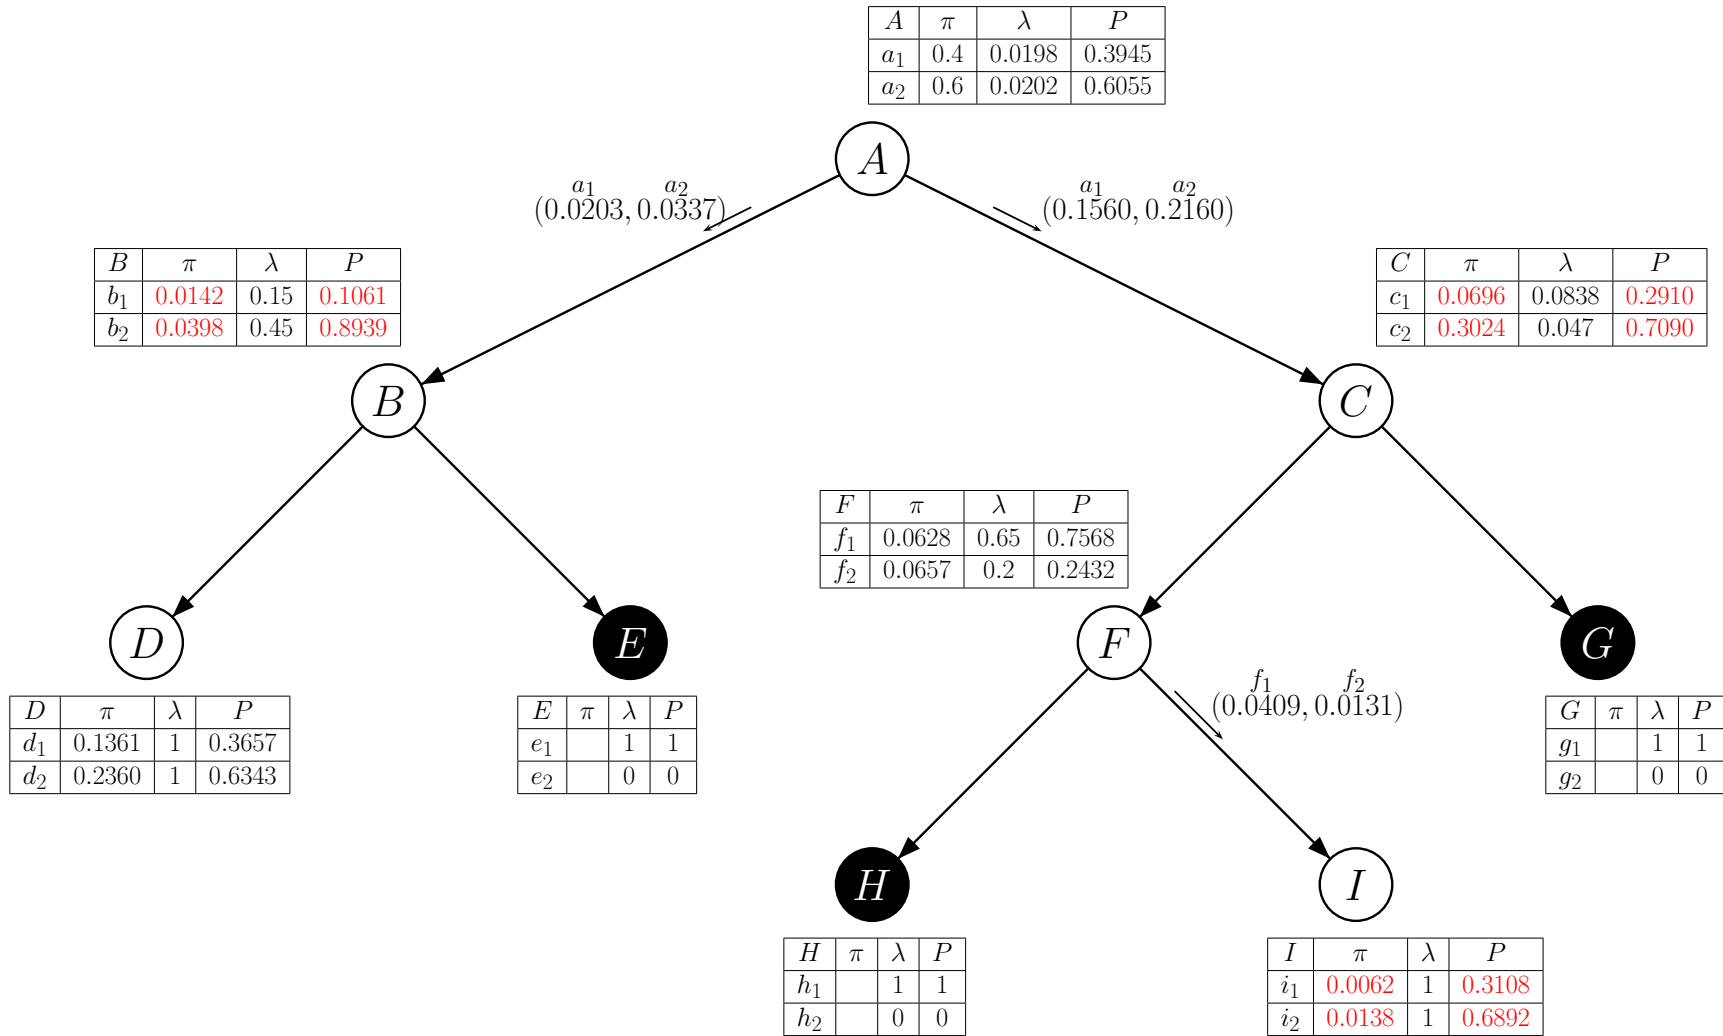 A π λ P
a₁ 0.4 0.0198 0.3945
a₂ 0.6 0.0202 0.6055
A
a₁ a₂
(0.0203, 0.0337)
a₁ a₂
(0.1560, 0.2160)
B π λ P
b₁ 0.0142 0.15 0.1061
b₂ 0.0398 0.45 0.8939
C π λ P
c₁ 0.0696 0.0838 0.2910
c₂ 0.3024 0.047 0.7090
B
C
F π λ P
f₁ 0.0628 0.65 0.7568
f₂ 0.0657 0.2 0.2432
D
E
F
G
f₁ f₂
(0.0409, 0.0131)
D π λ P
d₁ 0.1361 1 0.3657
d₂ 0.2360 1 0.6343
E π λ P
e₁ 1 1
e₂ 0 0
G π λ P
g₁ 1 1
g₂ 0 0
H
I
H π λ P
h₁ 1 1
h₂ 0 0
I π λ P
i₁ 0.0062 1 0.3108
i₂ 0.0138 1 0.6892